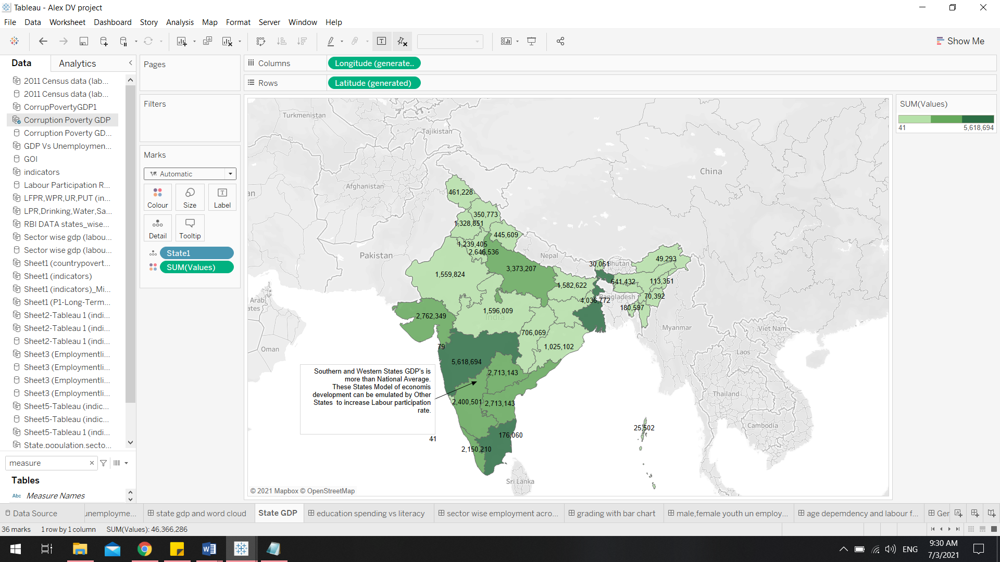 Tableau - Alex DV project
File Data Worksheet Dashboard Story Analysis Map Format Server Window Help
Show Me
Data Analytics
2011 Census data (lab...
2011 Census data (lab...
CorrupPovertyGDP1
Corruption Poverty GDP
Corruption Poverty GD...
GDP Vs Unemploymen...
GOI
indicators
Labour Participation R...
LFPR,WPR,UR,PUT (in...
LPR,Drinking,Water,Sa...
RBI DATA states_wise...
Sector wise gdp (labou...
Sector wise gdp (labou...
Sheet1 (countrypovert...
Sheet1 (indicators)
Sheet1 (indicators)_Mi...
Sheet1 (P1-Long-Term...
Sheet2-Tableau 1 (indi...
Sheet2-Tableau 1 (indi...
Sheet2-Tableau 1 (indi...
Sheet3 (Employmentli...
Sheet3 (Employmentli...
Sheet3 (Employmentli...
Sheet3 (Employmentli...
Sheet5-Tableau (indic...
Sheet5-Tableau (indic...
Sheet5-Tableau 1 (indi...
State.population.secto...
measure
Tables
Abc Measure Names
Pages
Filters
Marks
Automatic
Colour Size Label
Detail Tooltip
State1
SUM(Values)
Columns Longitude (generate..
Rows Latitude (generated)
Turkmenistan
Tajikistan
China
Afghanistan
an
461,228
350,773
1,328,851
445,609
1,239,405
2,646,536
Pakistan
Nepal
49,293
30,061
Bhutan
3,373,207
1,559,824
641,432
113,351
1,582,622
Bangladesh
70,392
Arab
ates
4,036,772
180,597
1,596,009
India
2,762,349
Myanmar
Viet Nam
706,069
79
1,025,102
Oman
Laos
5,618,694
2,713,143
Southern and Western States GDP's is
more than National Average.
These States Model of economis
development can be emulated by Other
States to increase Labour participation
rate.
Thailand
2,400,501
2,713,143
Cambodia
25,502
176,060
41
2,150,210
Sri Lanka
© 2021 Mapbox © OpenStreetMap
SUM(Values)
41 5,618,694
Data Source unemployme... state gdp and word cloud State GDP education spending vs literacy sector wise employment acro... grading with bar chart male,female youth un employ... age depemdency and labour f... Ger
36 marks 1 row by 1 column SUM(Values): 46,366,286
ENG
9:30 AM
7/3/2021